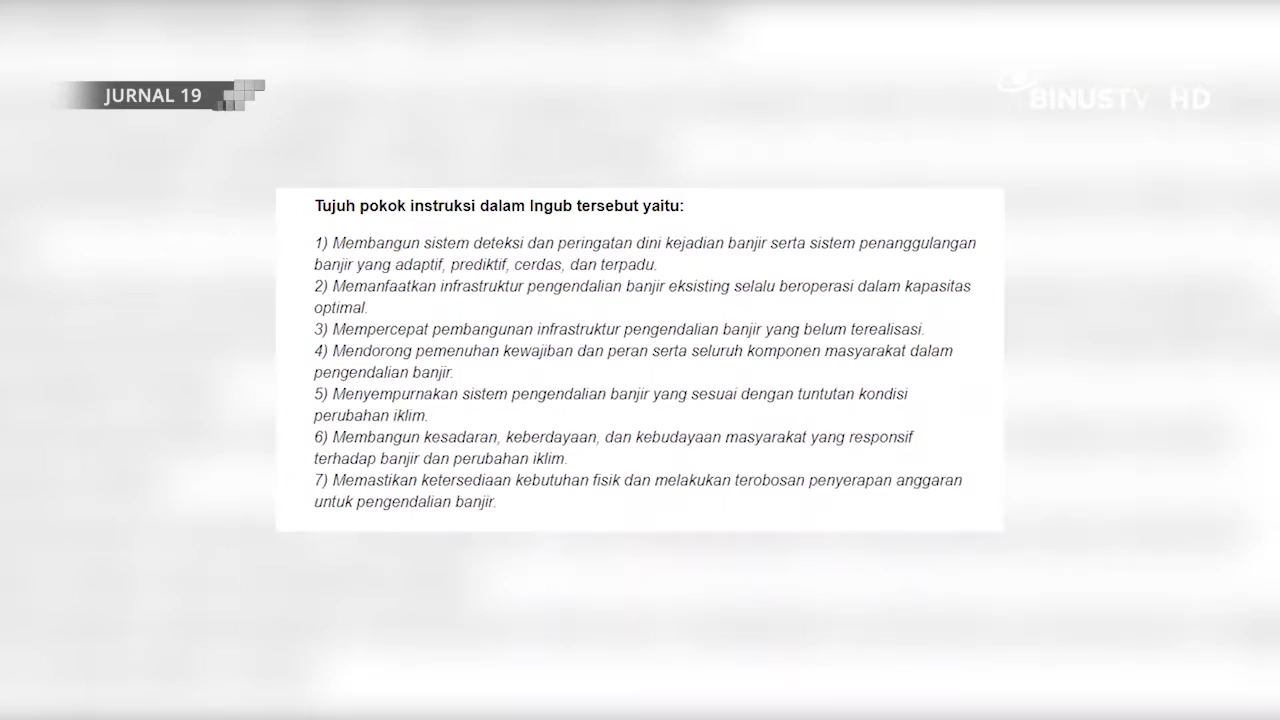 JURNAL 19
BINUSTV HD
Tujuh pokok instruksi dalam Ingub tersebut yaitu:
1) Membangun sistem deteksi dan peringatan dini kejadian banjir serta sistem penanggulangan
banjir yang adaptif, prediktif, cerdas, dan terpadu.
2) Memanfaatkan infrastruktur pengendalian banjir eksisting selalu beroperasi dalam kapasitas
optimal.
3) Mempercepat pembangunan infrastruktur pengendalian banjir yang belum terealisasi.
4) Mendorong pemenuhan kewajiban dan peran serta seluruh komponen masyarakat dalam
pengendalian banjir.
5) Menyempurnakan sistem pengendalian banjir yang sesuai dengan tuntutan kondisi
perubahan iklim.
6) Membangun kesadaran, keberdayaan, dan kebudayaan masyarakat yang responsif
terhadap banjir dan perubahan iklim.
7) Memastikan ketersediaan kebutuhan fisik dan melakukan terobosan penyerapan anggaran
untuk pengendalian banjir.